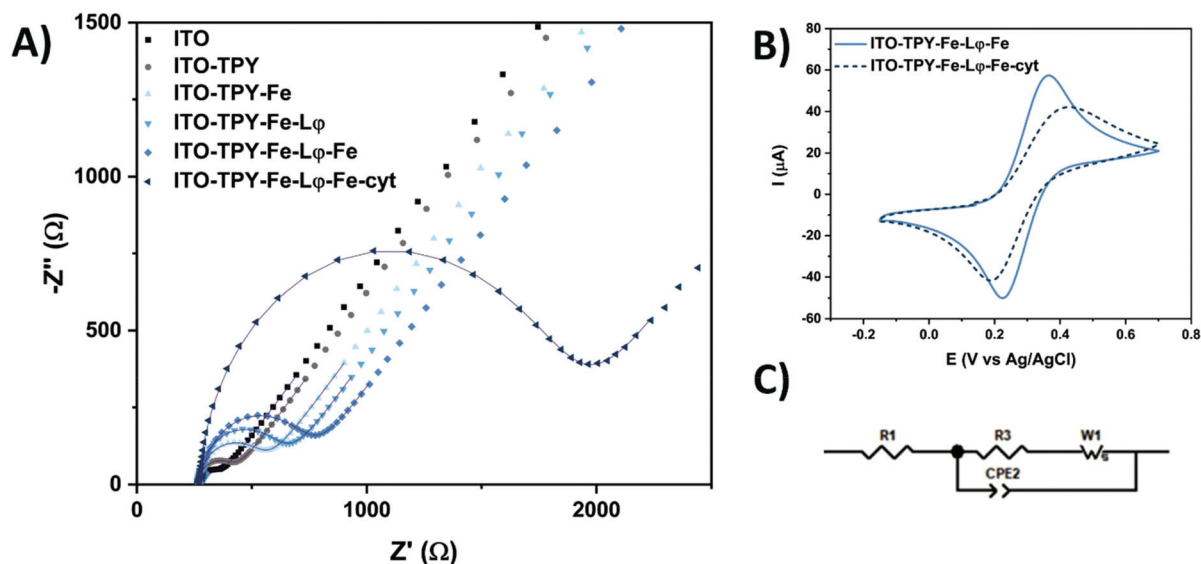 A)
1500
1000
500
0
-Z'' (Ω)
ITO
ITO-TPY
ITO-TPY-Fe
ITO-TPY-Fe-Lφ
ITO-TPY-Fe-Lφ-Fe
ITO-TPY-Fe-Lφ-Fe-cyt
0 500 1000 2000
Z' (Ω)
B)
80
60
40
20
0
-20
-40
-60
I (μA)
ITO-TPY-Fe-Lφ-Fe
ITO-TPY-Fe-Lφ-Fe-cyt
-0.2 0.0 0.2 0.4 0.6 0.8
E (V vs Ag/AgCl)
C)
R1 R3 W1
s
CPE2